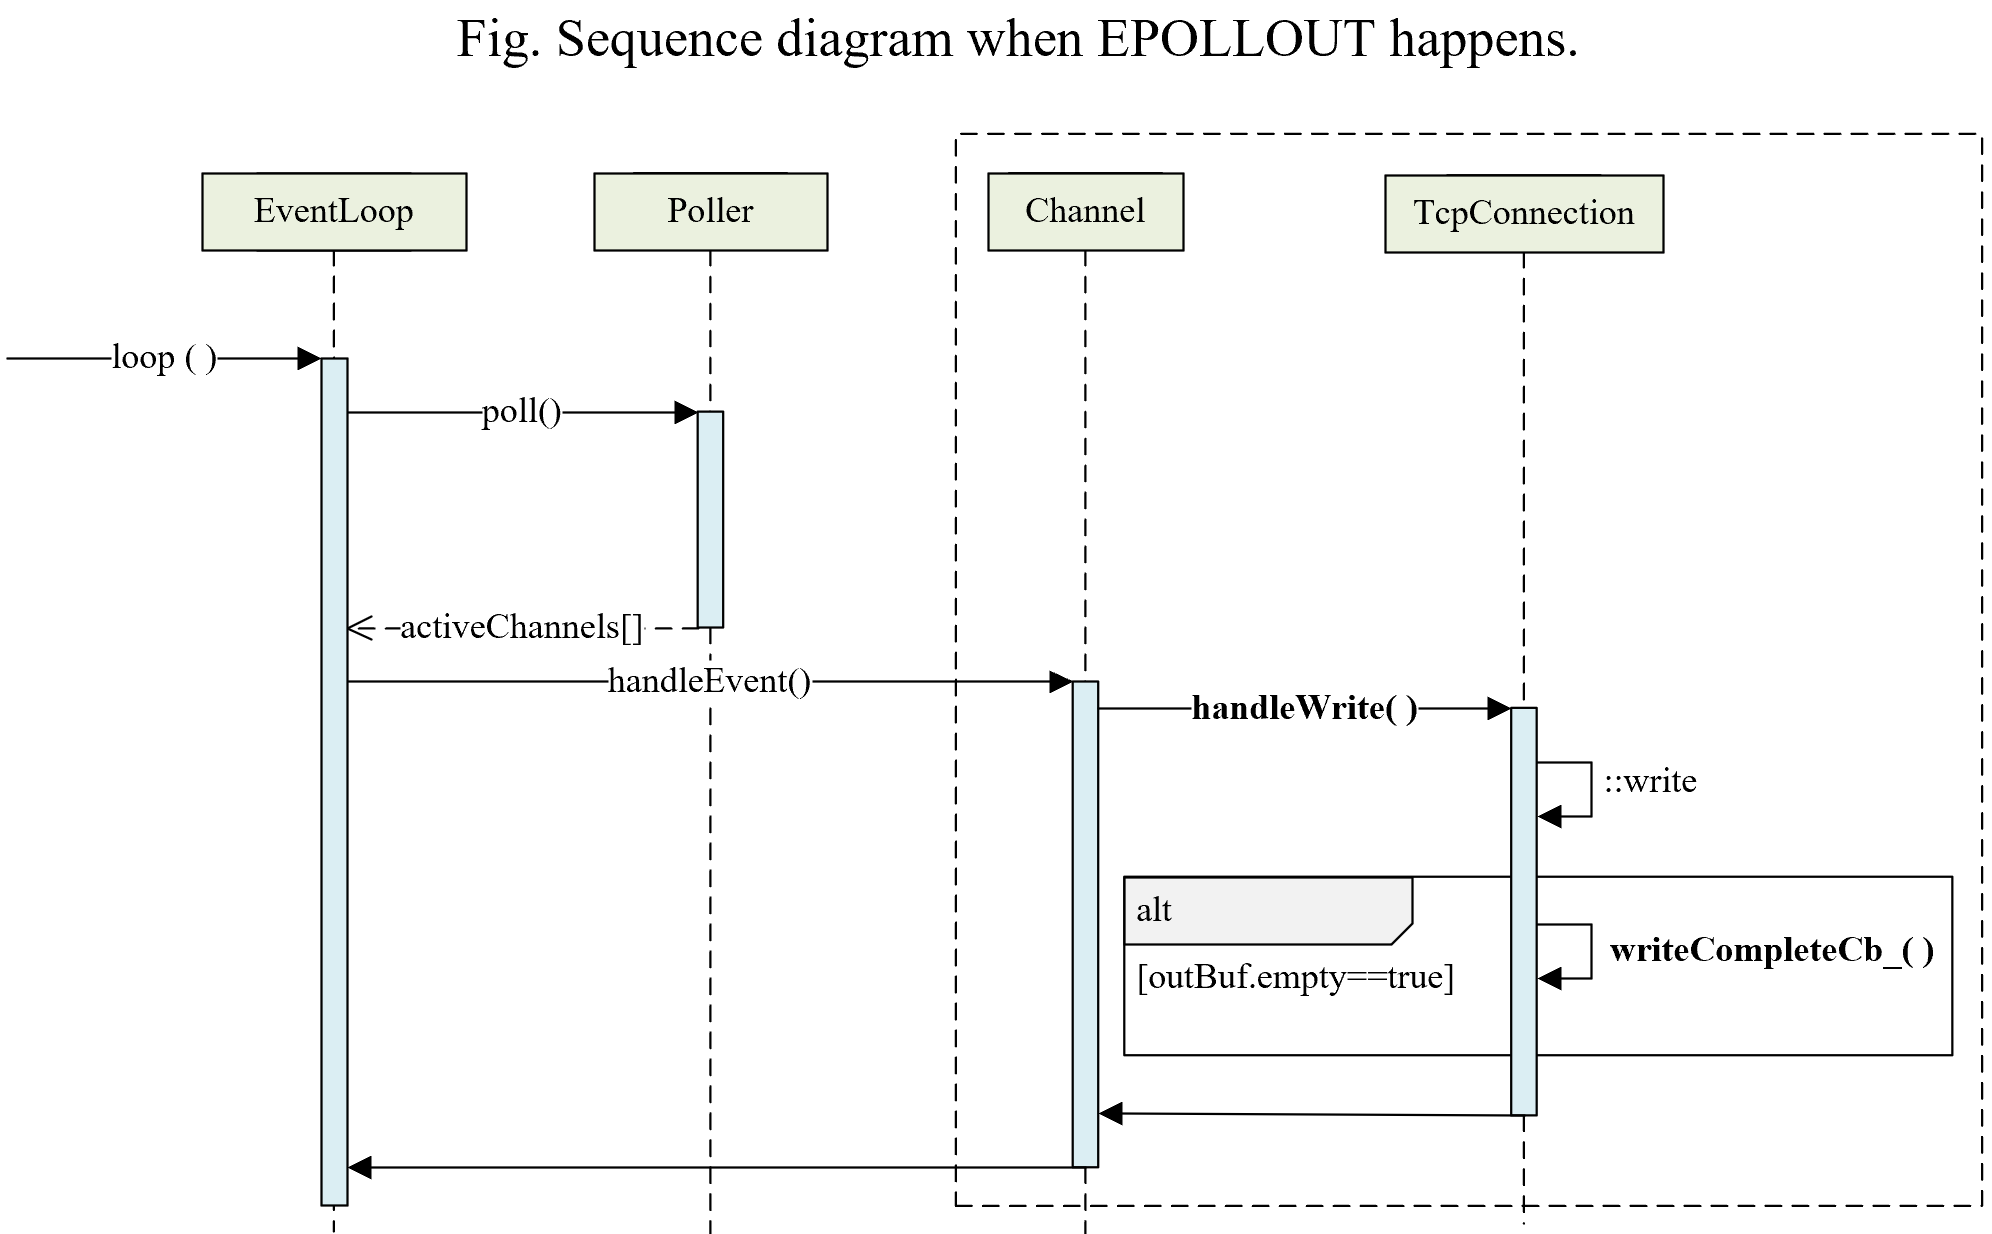 Fig. Sequence diagram when EPOLLOUT happens.
EventLoop
Poller
Channel
TcpConnection
loop ( )
poll()
activeChannels[]
handleEvent()
handleWrite( )
::write
alt
writeCompleteCb_( )
[outBuf.empty==true]